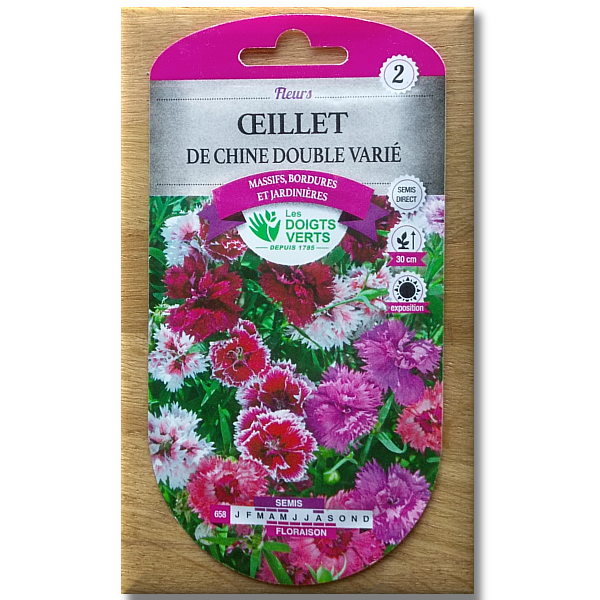 2
Fleurs
ŒILLET
DE CHINE DOUBLE VARIÉ
MASSIFS, BORDURES
ET JARDINIÈRES
SEMIS
DIRECT
Les
DOIGTS
VERTS
DEPUIS 1785
30 cm
exposition
SEMIS
658 J F M A M J J A S O N D
FLORAISON